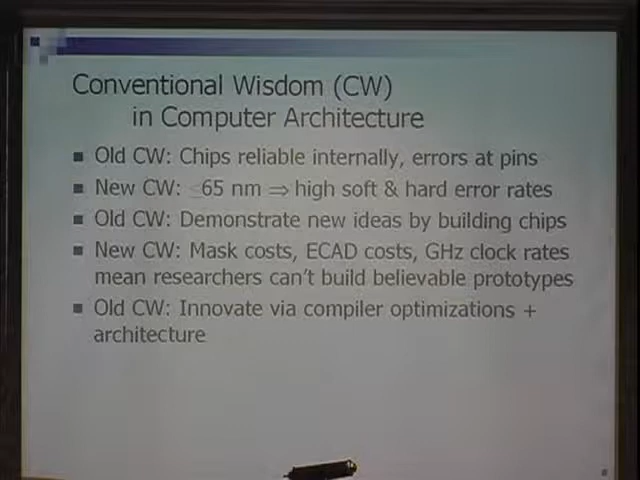 Conventional Wisdom (CW)
in Computer Architecture
■ Old CW: Chips reliable internally, errors at pins
■ New CW: ≤65 nm ⇒ high soft & hard error rates
■ Old CW: Demonstrate new ideas by building chips
■ New CW: Mask costs, ECAD costs, GHz clock rates
mean researchers can't build believable prototypes
■ Old CW: Innovate via compiler optimizations +
architecture